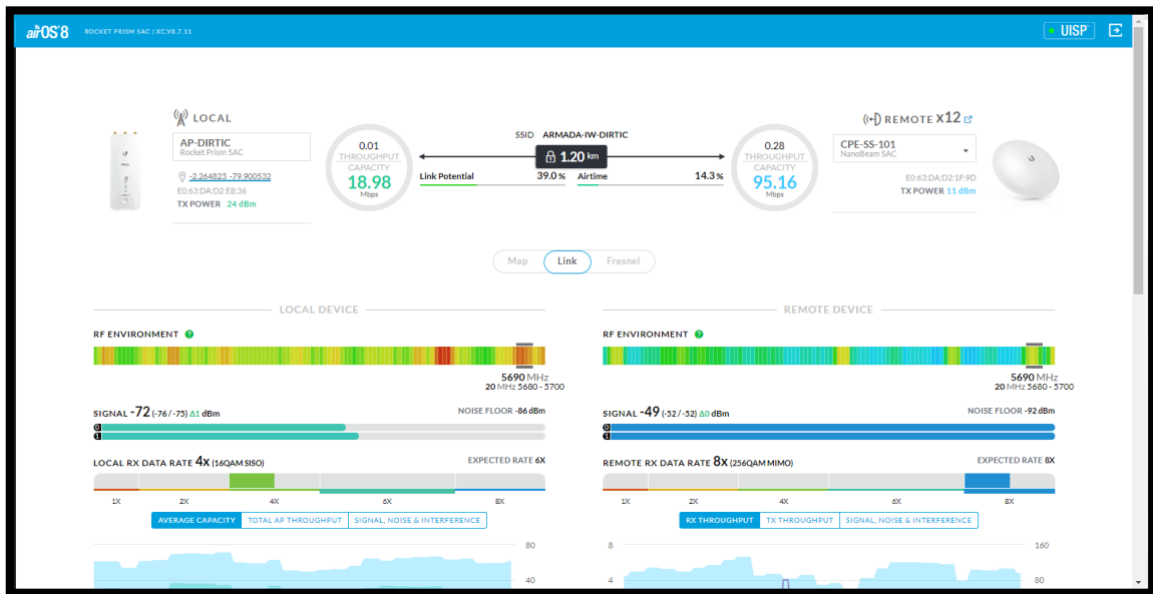 airOS 8 ROCKET PRISM 5AC | XC.V8.7.11 UISP
LOCAL
AP-DIRTIC
Rocket Prism 5AC
-2.264823 -79.900532
E0:63:DA:D2:E8:36
TX POWER 24 dBm
0.01
THROUGHPUT
CAPACITY
18.98
Mbps
SSID ARMADA-IW-DIRTIC
1.20 km
Link Potential 39.0 % Airtime 14.3 %
0.28
THROUGHPUT
CAPACITY
95.16
Mbps
REMOTE X12
CPE-SS-101
NanoBeam 5AC
E0:63:DA:D2:1F:9D
TX POWER 11 dBm
Map Link Fresnel
LOCAL DEVICE
RF ENVIRONMENT ?
5690 MHz
20 MHz 5680 - 5700
SIGNAL -72 (-76 / -75) Δ1 dBm NOISE FLOOR -86 dBm
0
1
LOCAL RX DATA RATE 4X (16QAM SISO) EXPECTED RATE 6X
1X 2X 4X 6X 8X
AVERAGE CAPACITY TOTAL AP THROUGHPUT SIGNAL, NOISE & INTERFERENCE
80
40
REMOTE DEVICE
RF ENVIRONMENT ?
5690 MHz
20 MHz 5680 - 5700
SIGNAL -49 (-52 / -52) Δ0 dBm NOISE FLOOR -92 dBm
0
1
REMOTE RX DATA RATE 8X (256QAM MIMO) EXPECTED RATE 8X
1X 2X 4X 6X 8X
RX THROUGHPUT TX THROUGHPUT SIGNAL, NOISE & INTERFERENCE
8 160
4 80